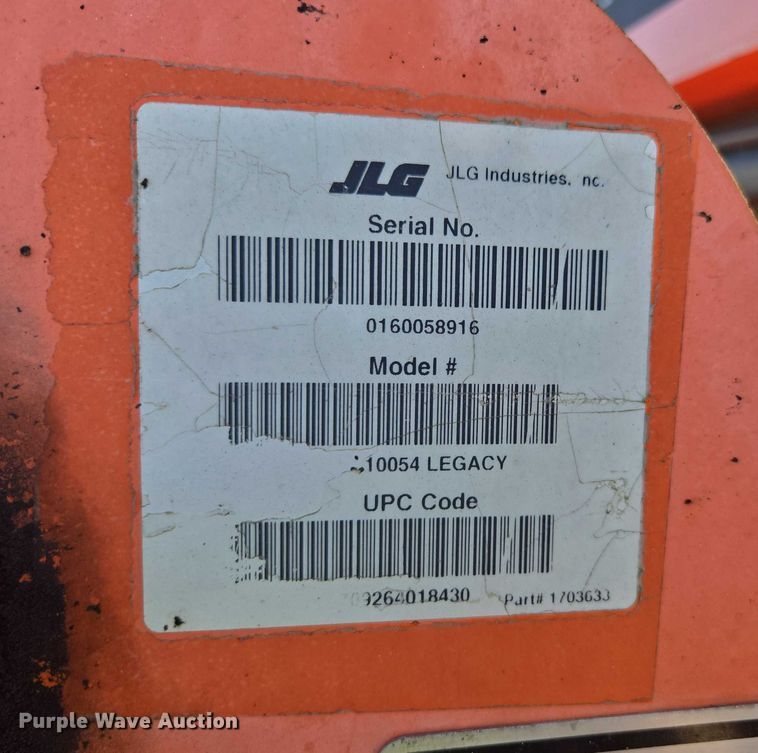 JLG JLG Industries, nc.
Serial No.
0160058916
Model #
10054 LEGACY
UPC Code
09264018430 Part# 1703633
Purple Wave Auction